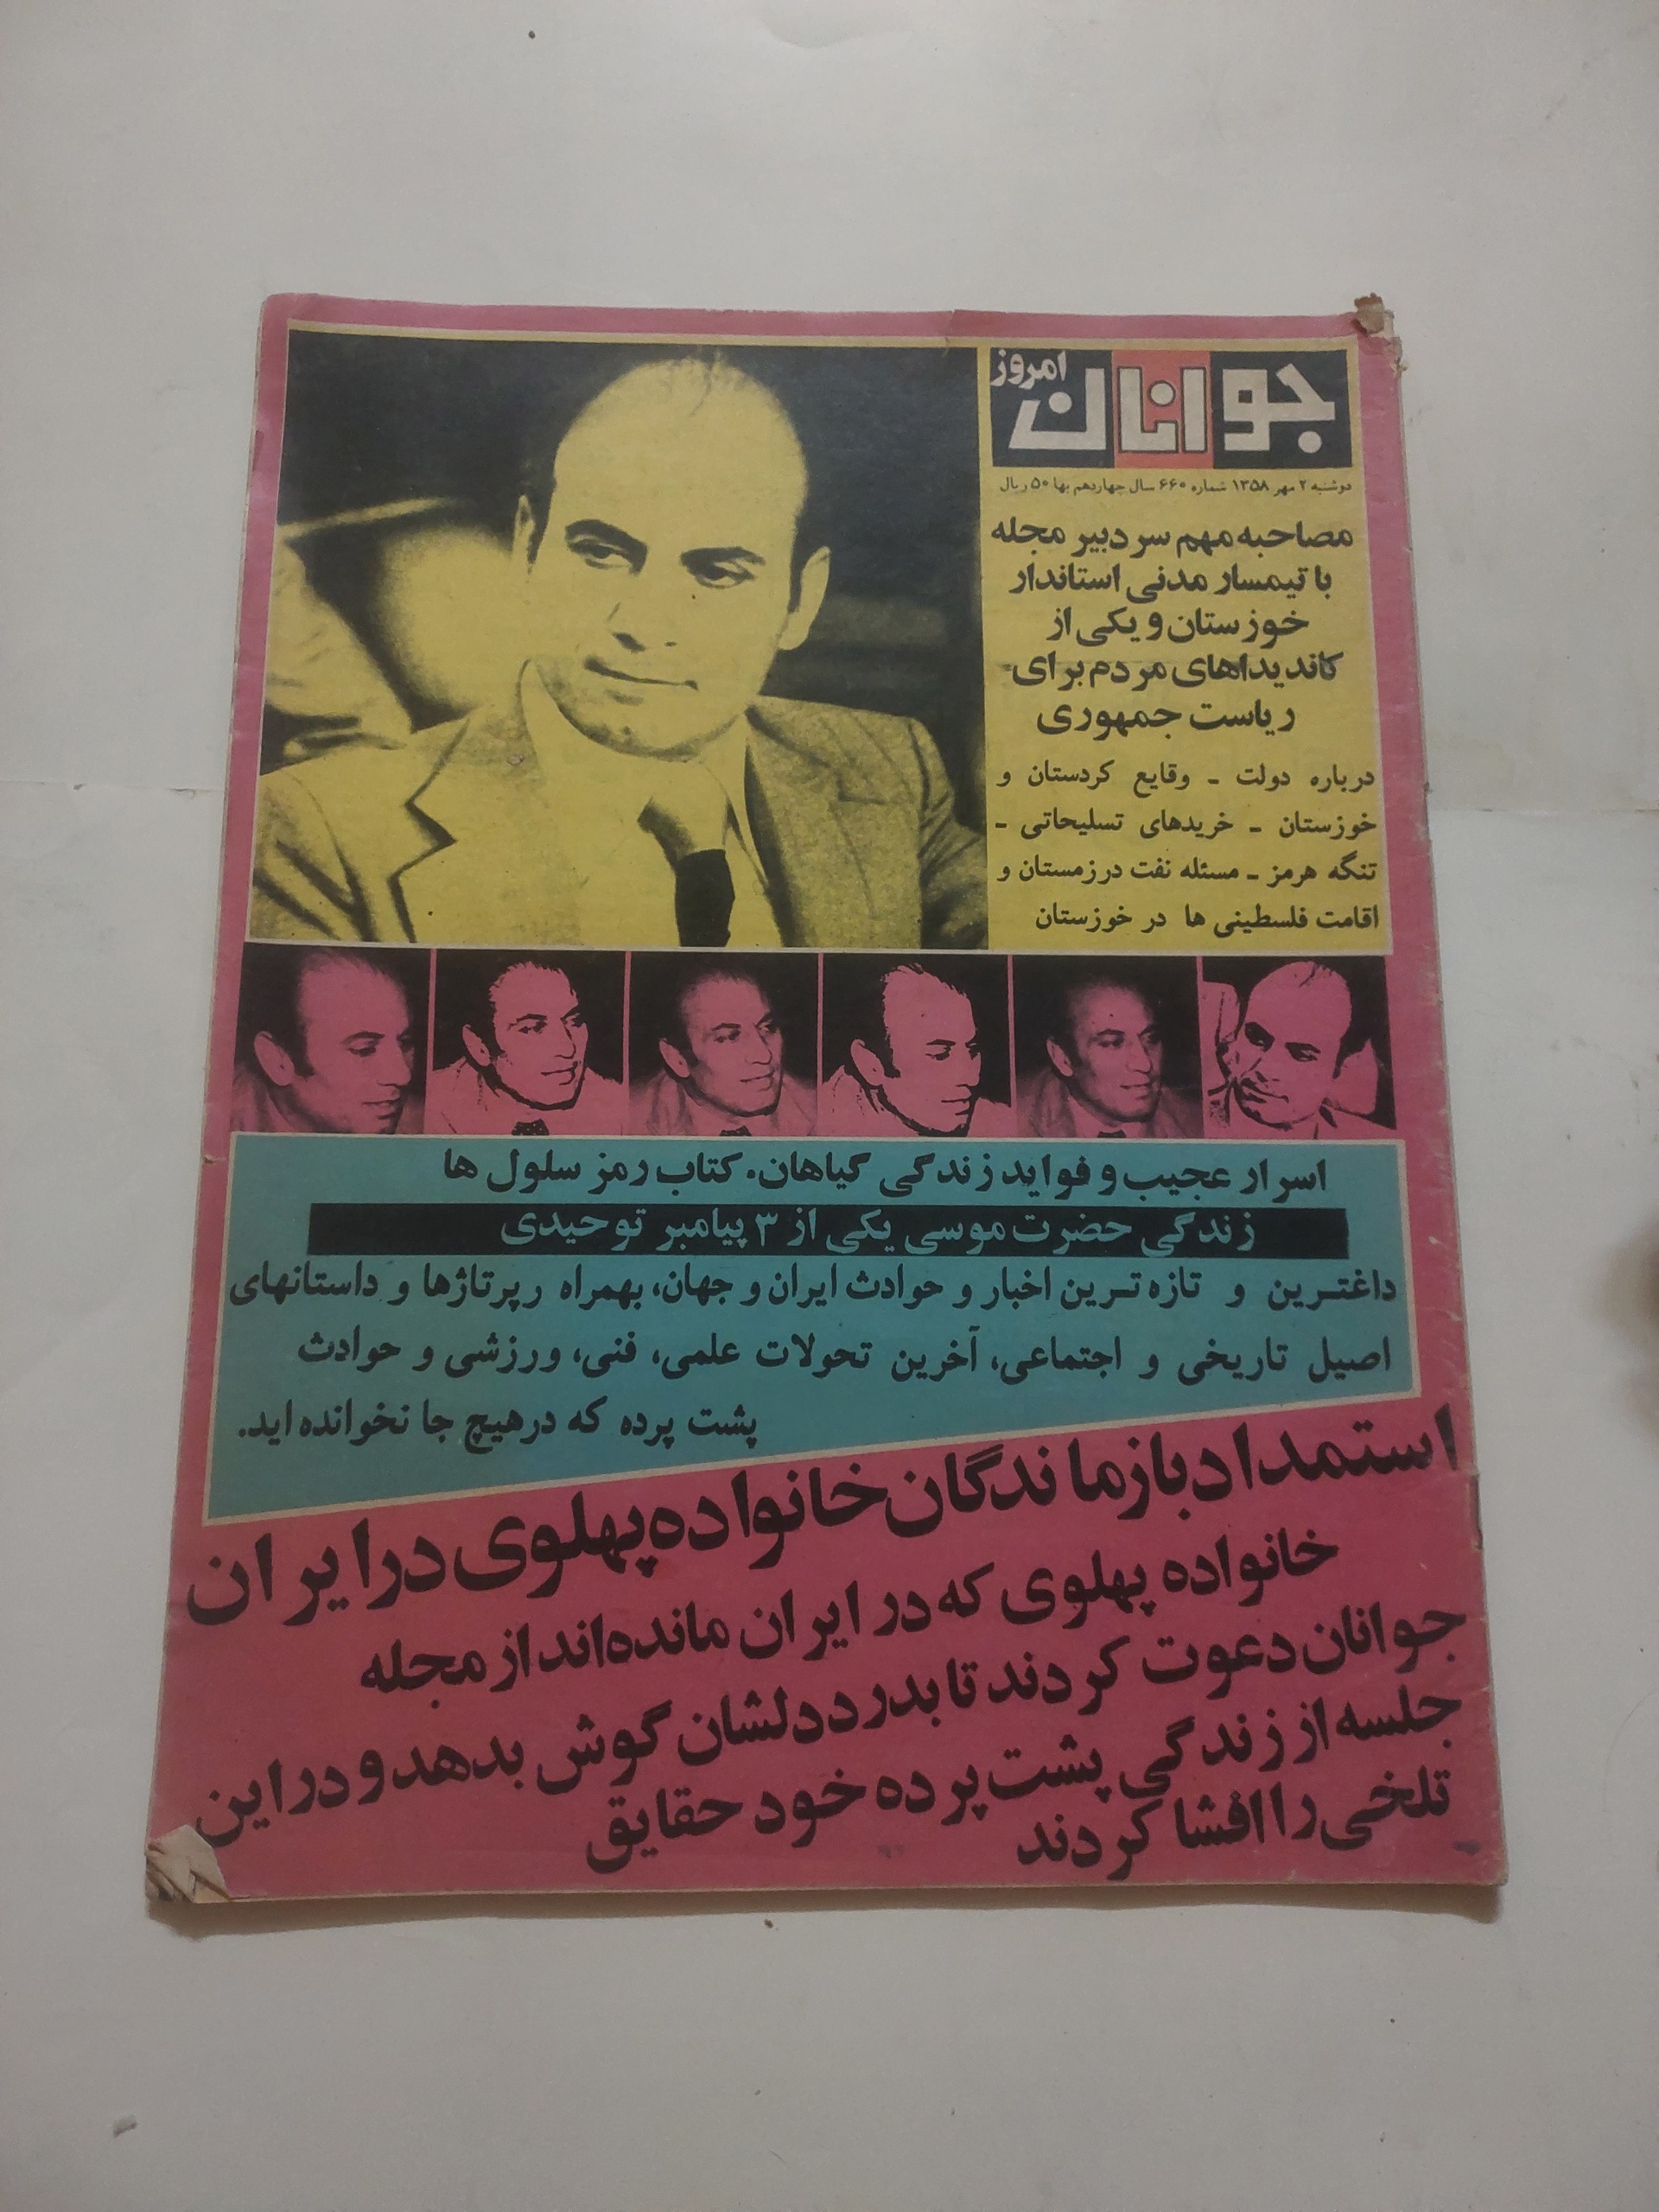 جوانان امروز
دوشنبه ۲ مهر ۱۳۵۸ شماره ۶۶۰ سال چهاردهم بها ۵۰ ریال
مصاحبه مهم سردبیر مجله
با تیمسار مدنی استاندار
خوزستان و یکی از
کاندیداهای مردم برای
ریاست جمهوری
درباره دولت ـ وقایع کردستان و
خوزستان ـ خریدهای تسلیحاتی ـ
تنگه هرمز ـ مسئله نفت در زمستان و
اقامت فلسطینی ها در خوزستان
اسرار عجیب و فواید زندگی گیاهان. کتاب رمز سلول ها
زندگی حضرت موسی یکی از ۳ پیامبر توحیدی
داغترین و تازه ترین اخبار و حوادث ایران و جهان، بهمراه رپرتاژها و داستانهای
اصیل تاریخی و اجتماعی، آخرین تحولات علمی، فنی، ورزشی و حوادث
پشت پرده که در هیچ جا نخوانده اید.
استمداد بازماندگان خانواده پهلوی در ایران
خانواده پهلوی که در ایران مانده‌اند از مجله
جوانان دعوت کردند تا بدرددلشان گوش بدهد و در این
جلسه از زندگی پشت پرده خود حقایق
تلخی را افشا کردند